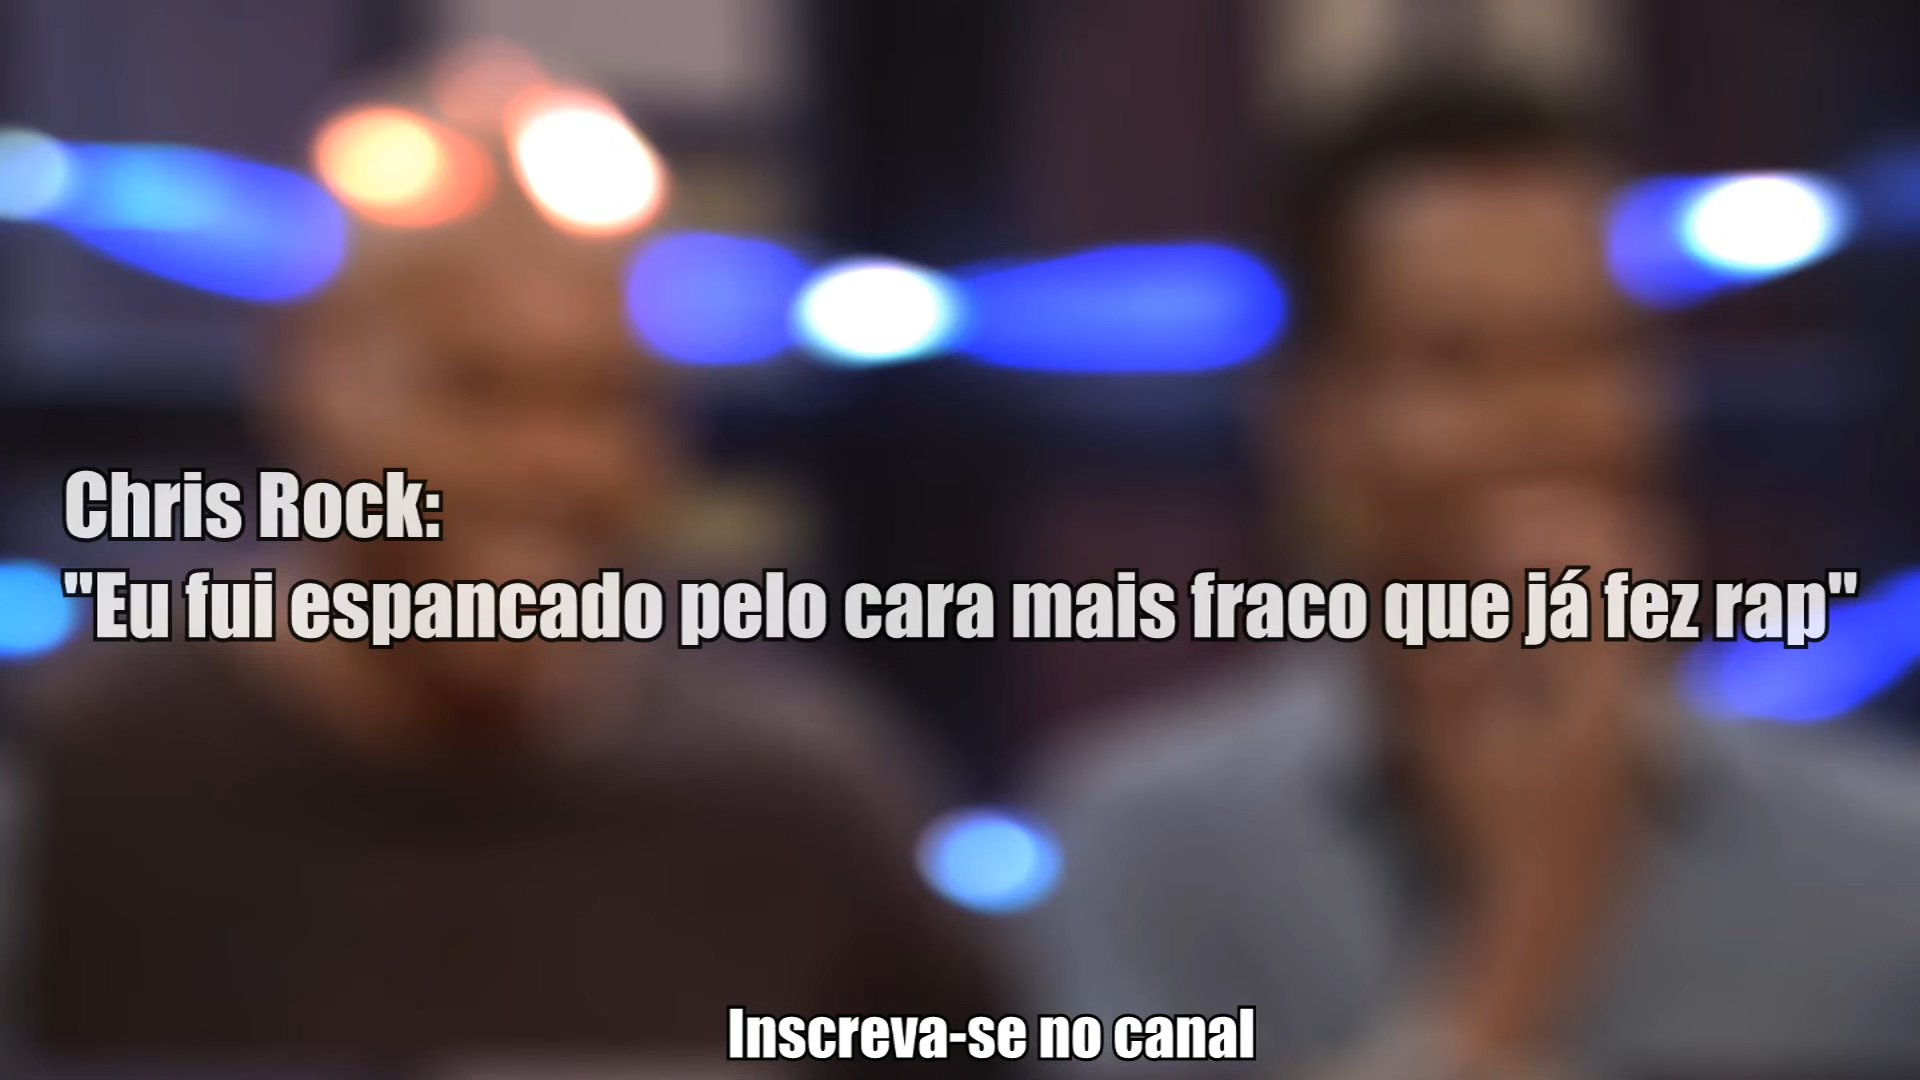 Chris Rock:
"Eu fui espancado pelo cara mais fraco que já fez rap"
Inscreva-se no canal